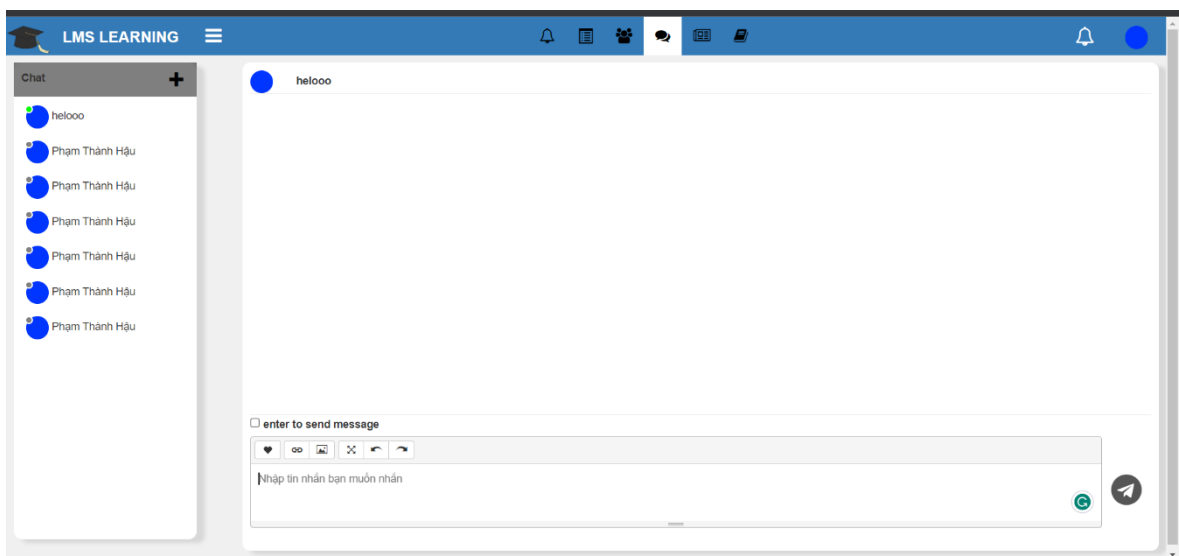 LMS LEARNING
Chat
helooo
Phạm Thành Hậu
Phạm Thành Hậu
Phạm Thành Hậu
Phạm Thành Hậu
Phạm Thành Hậu
Phạm Thành Hậu
helooo
enter to send message
Nhập tin nhắn bạn muốn nhắn